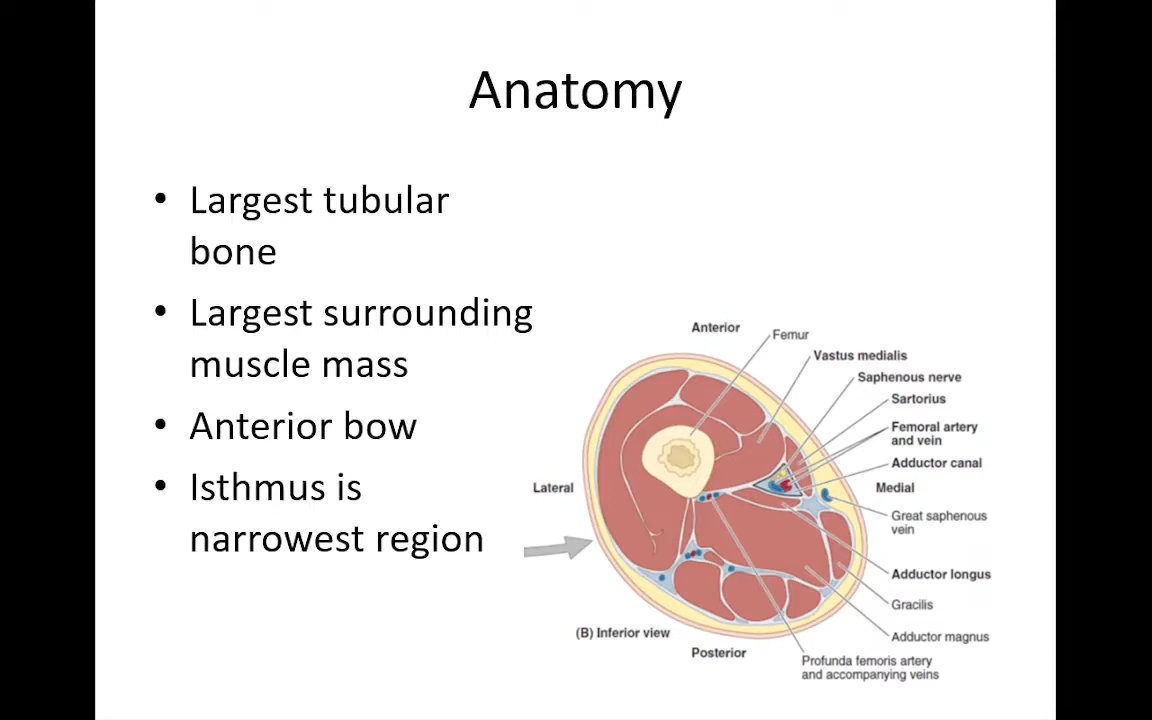 Anatomy
• Largest tubular
bone
• Largest surrounding
muscle mass
• Anterior bow
• Isthmus is
narrowest region
Anterior
Femur
Vastus medialis
Saphenous nerve
Sartorius
Femoral artery
and vein
Adductor canal
Lateral
Medial
Great saphenous
vein
Adductor longus
Gracilis
(B) Inferior view
Adductor magnus
Posterior
Profunda femoris artery
and accompanying veins